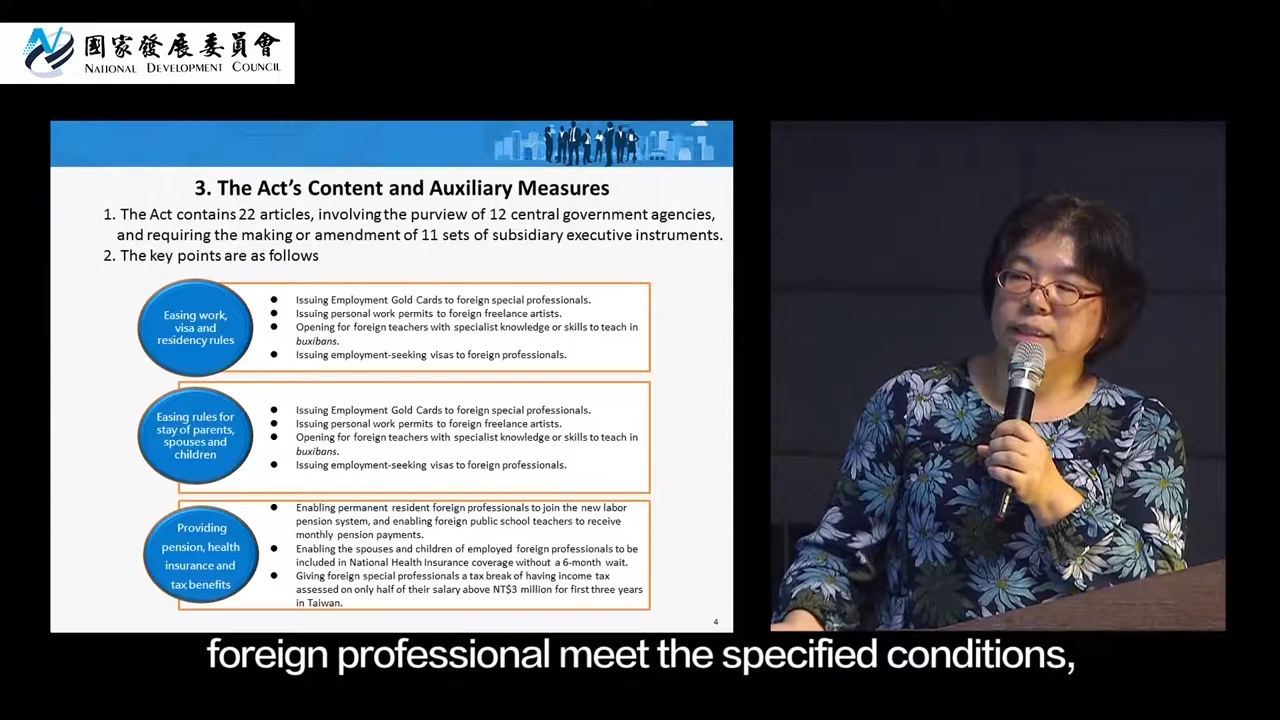 國家發展委員會
NATIONAL DEVELOPMENT COUNCIL
3. The Act's Content and Auxiliary Measures
1. The Act contains 22 articles, involving the purview of 12 central government agencies,
and requiring the making or amendment of 11 sets of subsidiary executive instruments.
2. The key points are as follows
Easing work,
visa and
residency rules
● Issuing Employment Gold Cards to foreign special professionals.
● Issuing personal work permits to foreign freelance artists.
● Opening for foreign teachers with specialist knowledge or skills to teach in
buxibans.
● Issuing employment-seeking visas to foreign professionals.
Easing rules for
stay of parents,
spouses and
children
● Issuing Employment Gold Cards to foreign special professionals.
● Issuing personal work permits to foreign freelance artists.
● Opening for foreign teachers with specialist knowledge or skills to teach in
buxibans.
● Issuing employment-seeking visas to foreign professionals.
Providing
pension, health
insurance and
tax benefits
● Enabling permanent resident foreign professionals to join the new labor
pension system, and enabling foreign public school teachers to receive
monthly pension payments.
● Enabling the spouses and children of employed foreign professionals to be
included in National Health Insurance coverage without a 6-month wait.
● Giving foreign special professionals a tax break of having income tax
assessed on only half of their salary above NT$3 million for first three years
in Taiwan.
4
foreign professional meet the specified conditions,